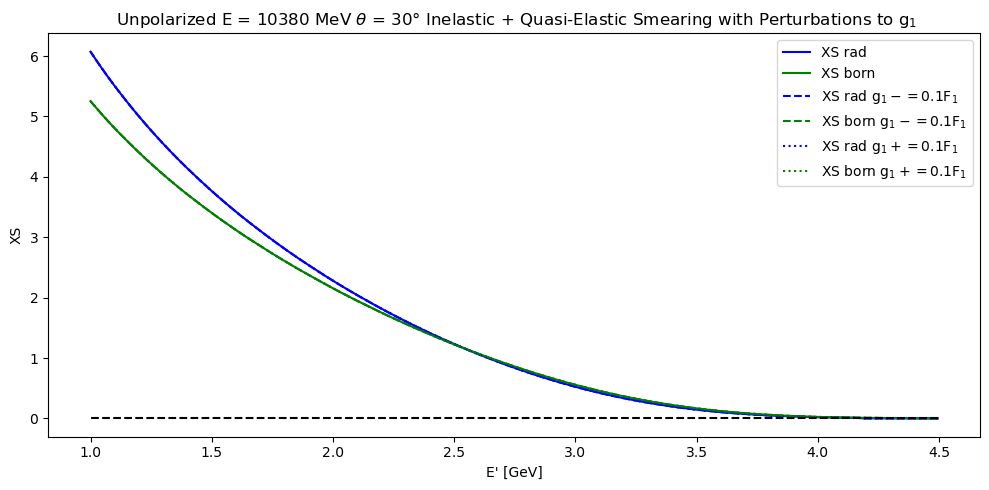 Unpolarized E = 10380 MeV θ = 30° Inelastic + Quasi-Elastic Smearing with Perturbations to g₁
XS rad
XS born
XS rad g₁ − = 0.1F₁
XS born g₁ − = 0.1F₁
XS rad g₁ + = 0.1F₁
XS born g₁ + = 0.1F₁
6
5
4
3
2
1
0
XS
1.0 1.5 2.0 2.5 3.0 3.5 4.0 4.5
E' [GeV]